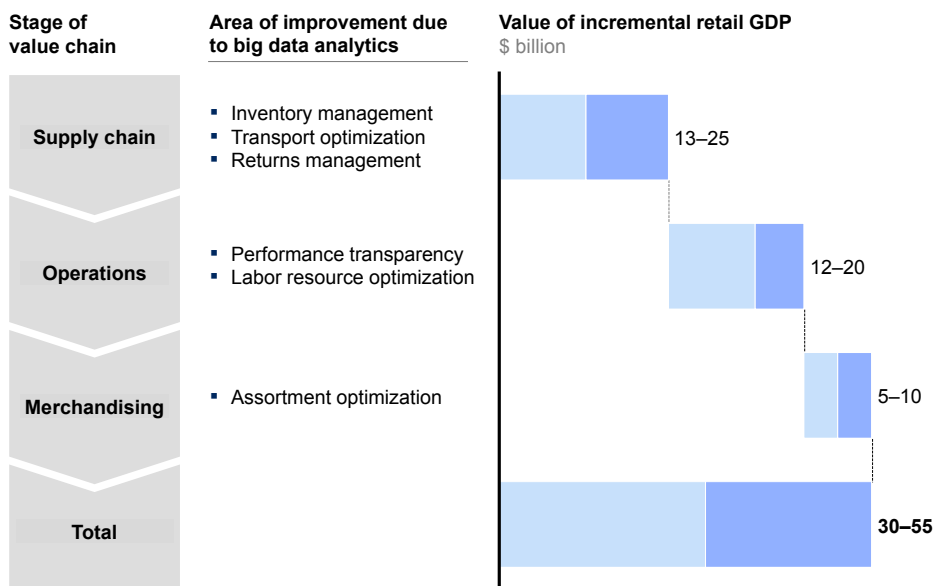 Stage of
value chain
Area of improvement due
to big data analytics
Value of incremental retail GDP
$ billion
Supply chain
▪ Inventory management
▪ Transport optimization
▪ Returns management
13–25
Operations
▪ Performance transparency
▪ Labor resource optimization
12–20
Merchandising
▪ Assortment optimization
5–10
Total
30–55